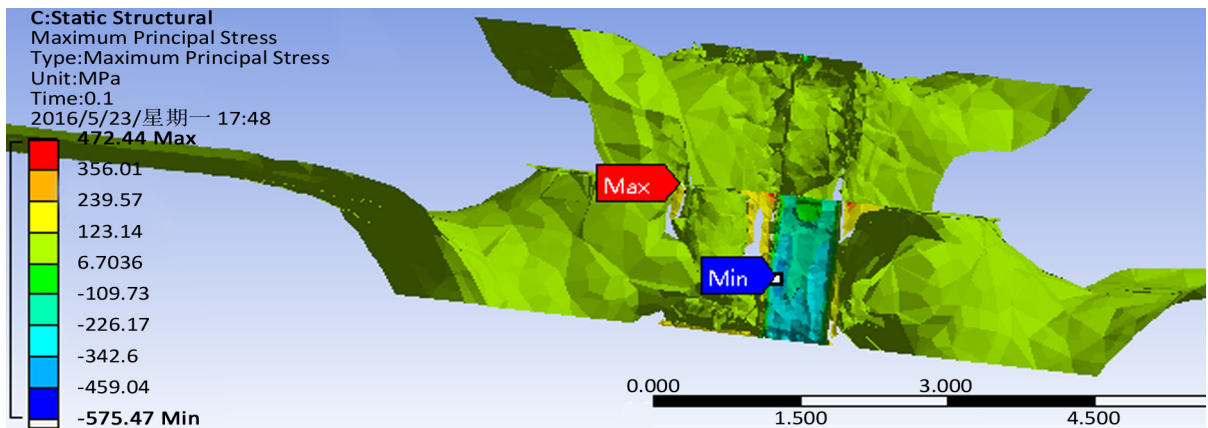 C:Static Structural
Maximum Principal Stress
Type:Maximum Principal Stress
Unit:MPa
Time:0.1
2016/5/23/星期一 17:48
472.44 Max
356.01
239.57
123.14
6.7036
-109.73
-226.17
-342.6
-459.04
-575.47 Min
Max
Min
0.000 3.000
1.500 4.500